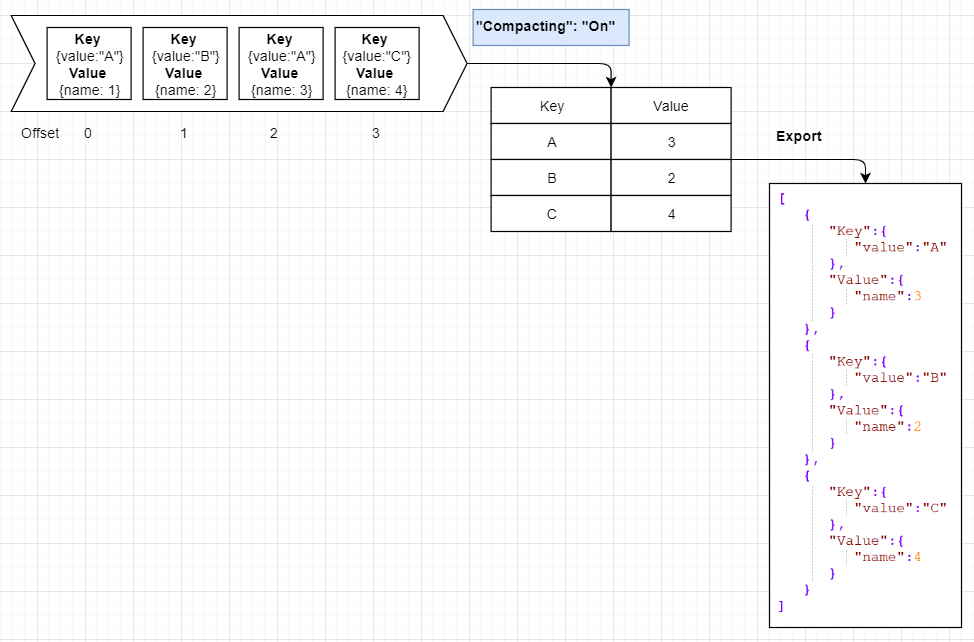 "Compacting": "On"
Key Key Key Key
{value:"A"} {value:"B"} {value:"A"} {value:"C"}
Value Value Value Value
{name: 1} {name: 2} {name: 3} {name: 4}
Offset 0 1 2 3
Key Value
A 3
B 2
C 4
Export
[
{
"Key":{
"value":"A"
},
"Value":{
"name":3
}
},
{
"Key":{
"value":"B"
},
"Value":{
"name":2
}
},
{
"Key":{
"value":"C"
},
"Value":{
"name":4
}
}
]